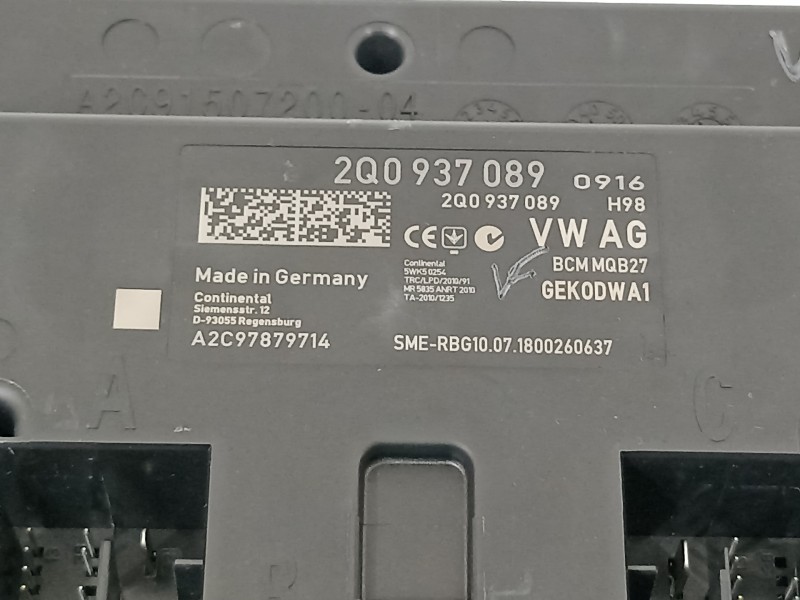 A2C91507200-04
2Q0 937 089 0916
2Q0 937 089 H98
CE VW AG
BCM MQB27
GEK0DWA1
Continental
5WK5 0254
TRC/LPD/2010/91
MR 5835 ANRT 2010
TA-2010/1235
Made in Germany
Continental
Siemensstr. 12
D-93055 Regensburg
A2C97879714
SME-RBG10.07.1800260637
A
C